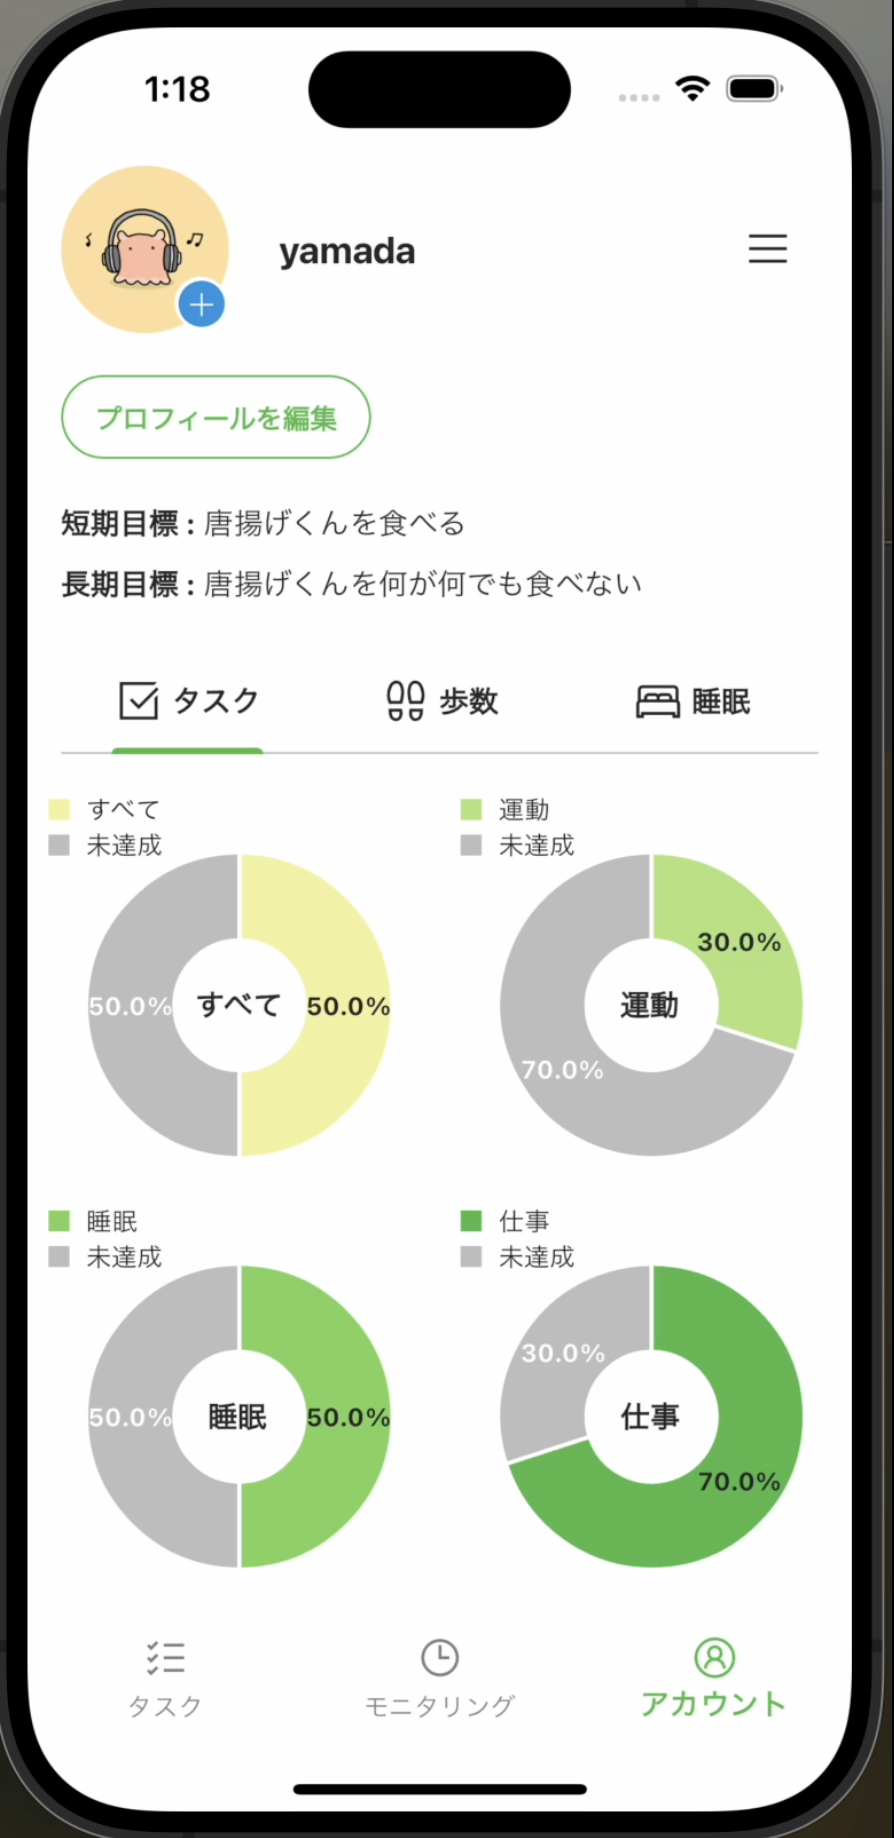 1:18
yamada
プロフィールを編集
短期目標 : 唐揚げくんを食べる
長期目標 : 唐揚げくんを何が何でも食べない
タスク 歩数 睡眠
すべて
未達成
50.0% すべて 50.0%
運動
未達成
30.0%
運動
70.0%
睡眠
未達成
50.0% 睡眠 50.0%
仕事
未達成
30.0%
仕事
70.0%
タスク モニタリング アカウント